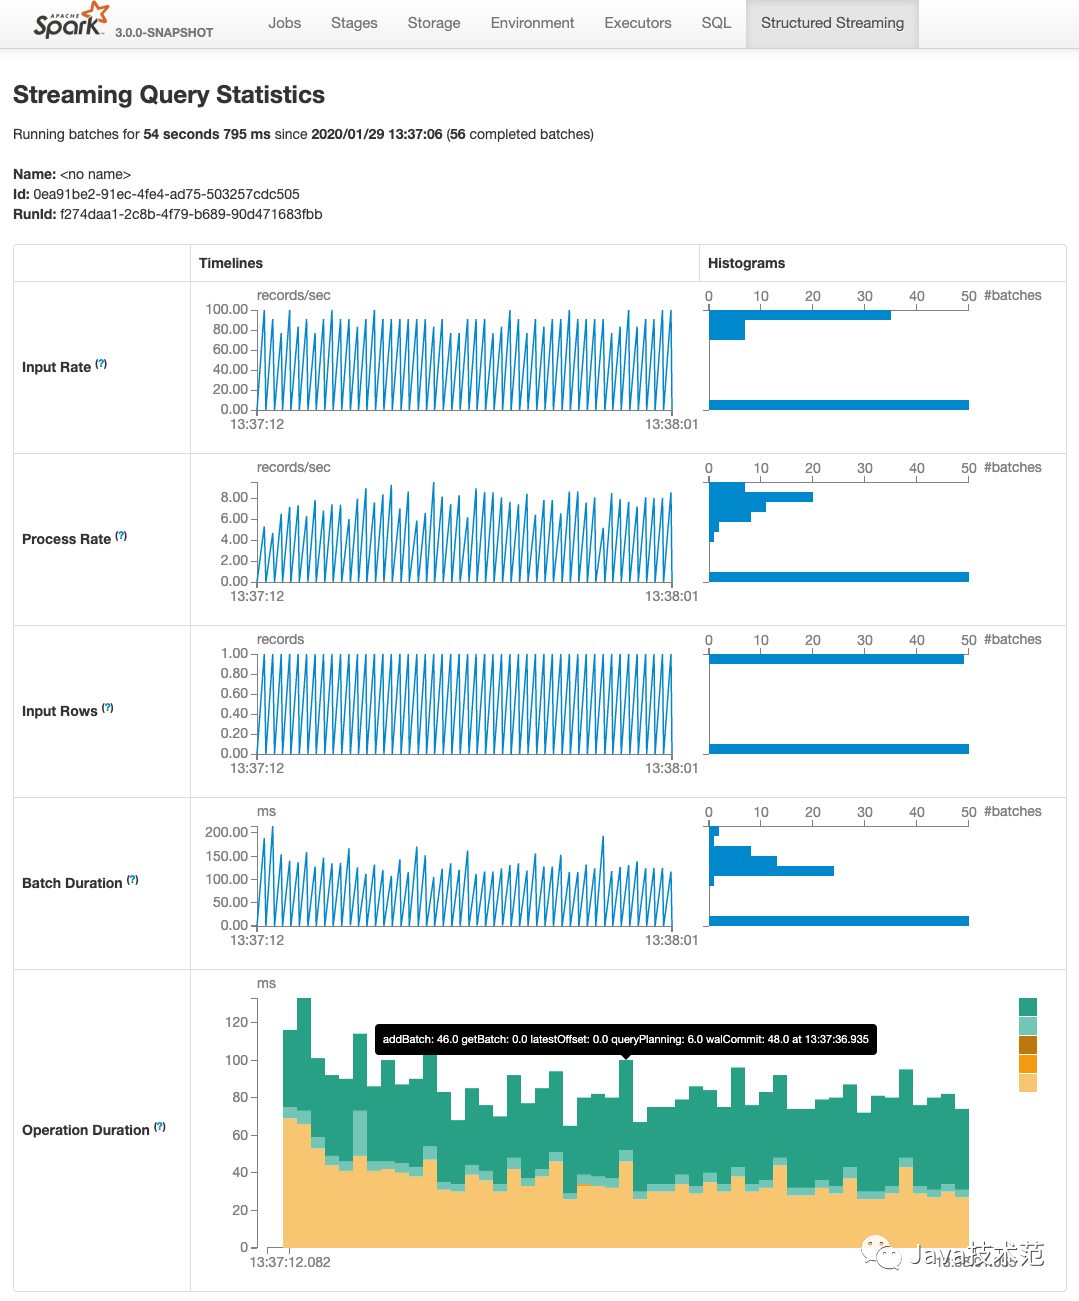 APACHE
Spark 3.0.0-SNAPSHOT Jobs Stages Storage Environment Executors SQL Structured Streaming
Streaming Query Statistics
Running batches for 54 seconds 795 ms since 2020/01/29 13:37:06 (56 completed batches)
Name: <no name>
Id: 0ea91be2-91ec-4fe4-ad75-503257cdc505
RunId: f274daa1-2c8b-4f79-b689-90d471683fbb
Timelines Histograms
Input Rate (?)
records/sec
100.00
80.00
60.00
40.00
20.00
0.00
13:37:12 13:38:01
0 10 20 30 40 50 #batches
Process Rate (?)
records/sec
8.00
6.00
4.00
2.00
0.00
13:37:12 13:38:01
0 10 20 30 40 50 #batches
Input Rows (?)
records
1.00
0.80
0.60
0.40
0.20
0.00
13:37:12 13:38:01
0 10 20 30 40 50 #batches
Batch Duration (?)
ms
200.00
150.00
100.00
50.00
0.00
13:37:12 13:38:01
0 10 20 30 40 50 #batches
Operation Duration (?)
ms
120
100
80
60
40
20
0
addBatch: 46.0 getBatch: 0.0 latestOffset: 0.0 queryPlanning: 6.0 walCommit: 48.0 at 13:37:36.935
13:37:12.082
Java技术范